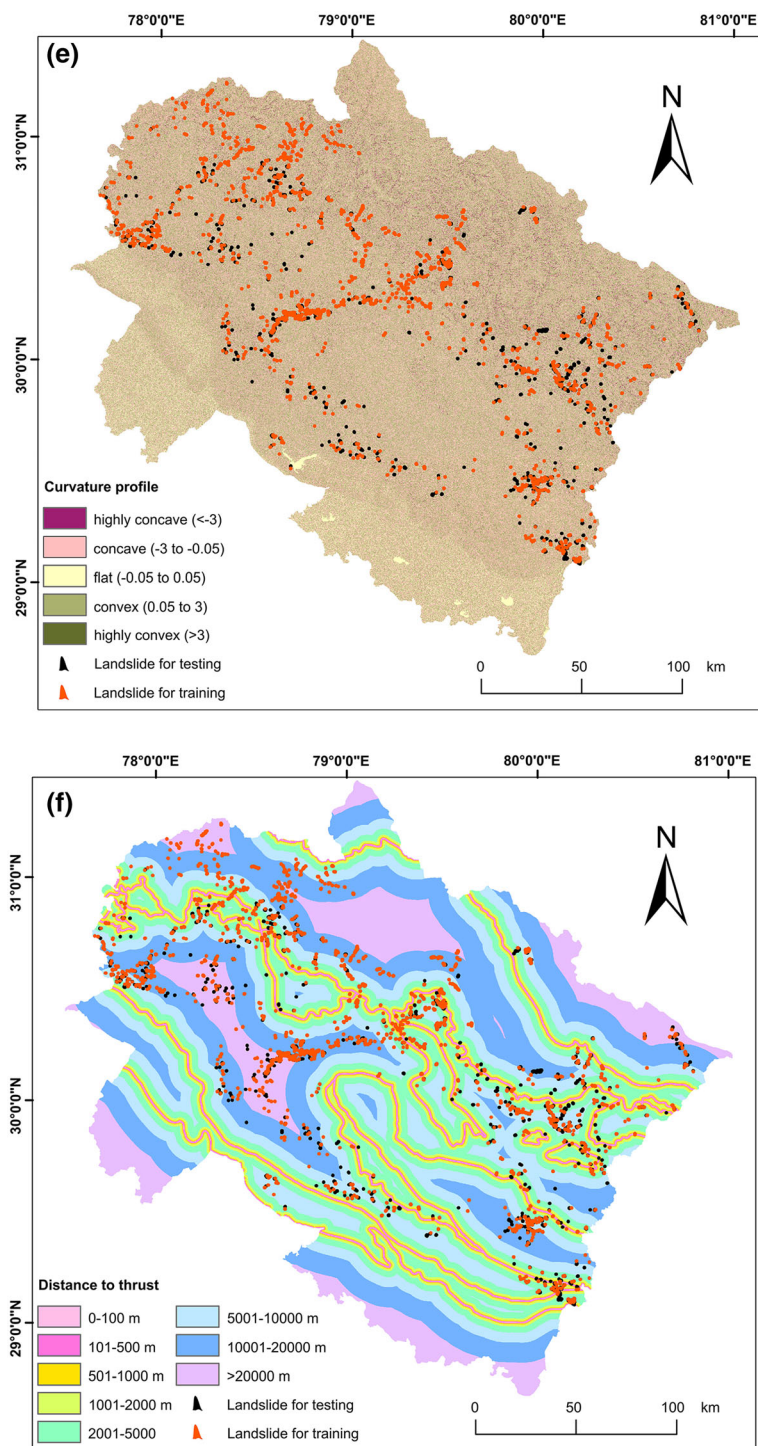 78°0'0"E 79°0'0"E 80°0'0"E 81°0'0"E
(e)
N
31°0'0"N
30°0'0"N
29°0'0"N
Curvature profile
highly concave (<-3)
concave (-3 to -0.05)
flat (-0.05 to 0.05)
convex (0.05 to 3)
highly convex (>3)
Landslide for testing
Landslide for training
0 50 100 km
78°0'0"E 79°0'0"E 80°0'0"E 81°0'0"E
(f)
N
31°0'0"N
30°0'0"N
29°0'0"N
Distance to thrust
0-100 m 5001-10000 m
101-500 m 10001-20000 m
501-1000 m >20000 m
1001-2000 m Landslide for testing
2001-5000 Landslide for training
0 50 100 km